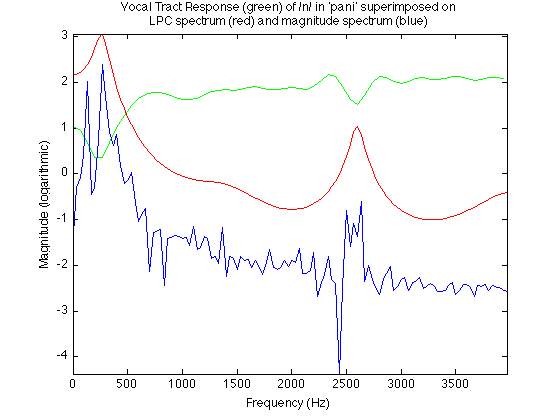 Vocal Tract Response (green) of /n/ in 'pani' superimposed on
LPC spectrum (red) and magnitude spectrum (blue)
3
2
1
0
-1
-2
-3
-4
Magnitude (logarithmic)
0 500 1000 1500 2000 2500 3000 3500
Frequency (Hz)